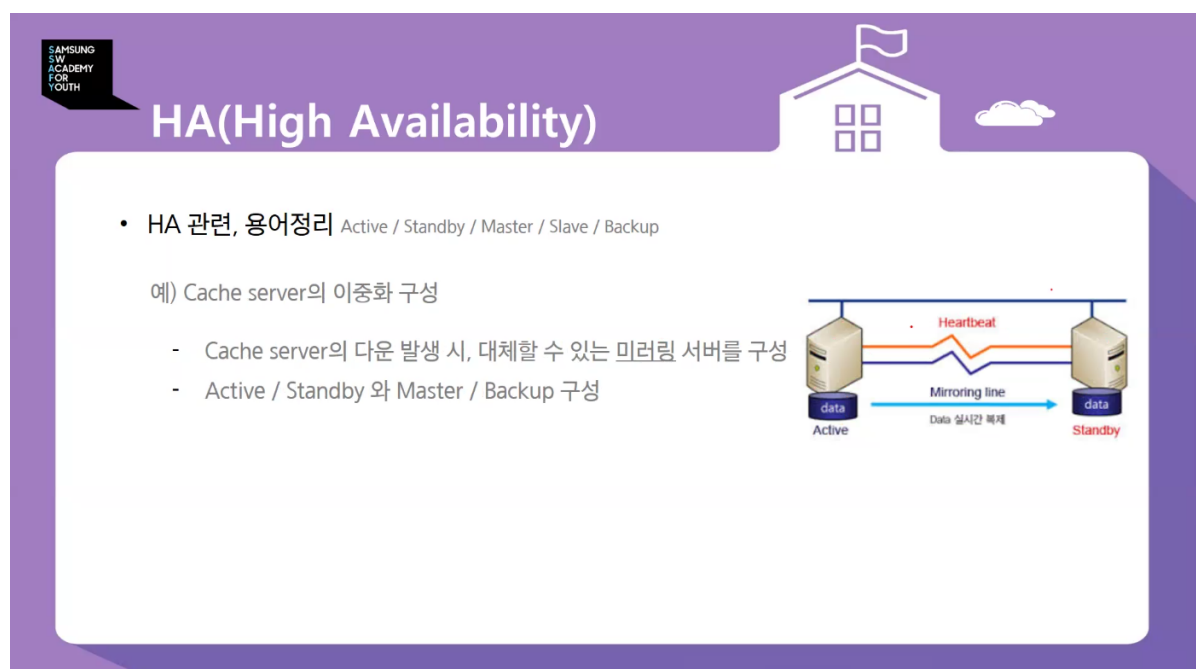 SAMSUNG
SW
ACADEMY
FOR
YOUTH
HA(High Availability)
• HA 관련, 용어정리 Active / Standby / Master / Slave / Backup
예) Cache server의 이중화 구성
- Cache server의 다운 발생 시, 대체할 수 있는 미러링 서버를 구성
- Active / Standby 와 Master / Backup 구성
Heartbeat
Mirroring line
data
data
Data 실시간 복제
Active
Standby